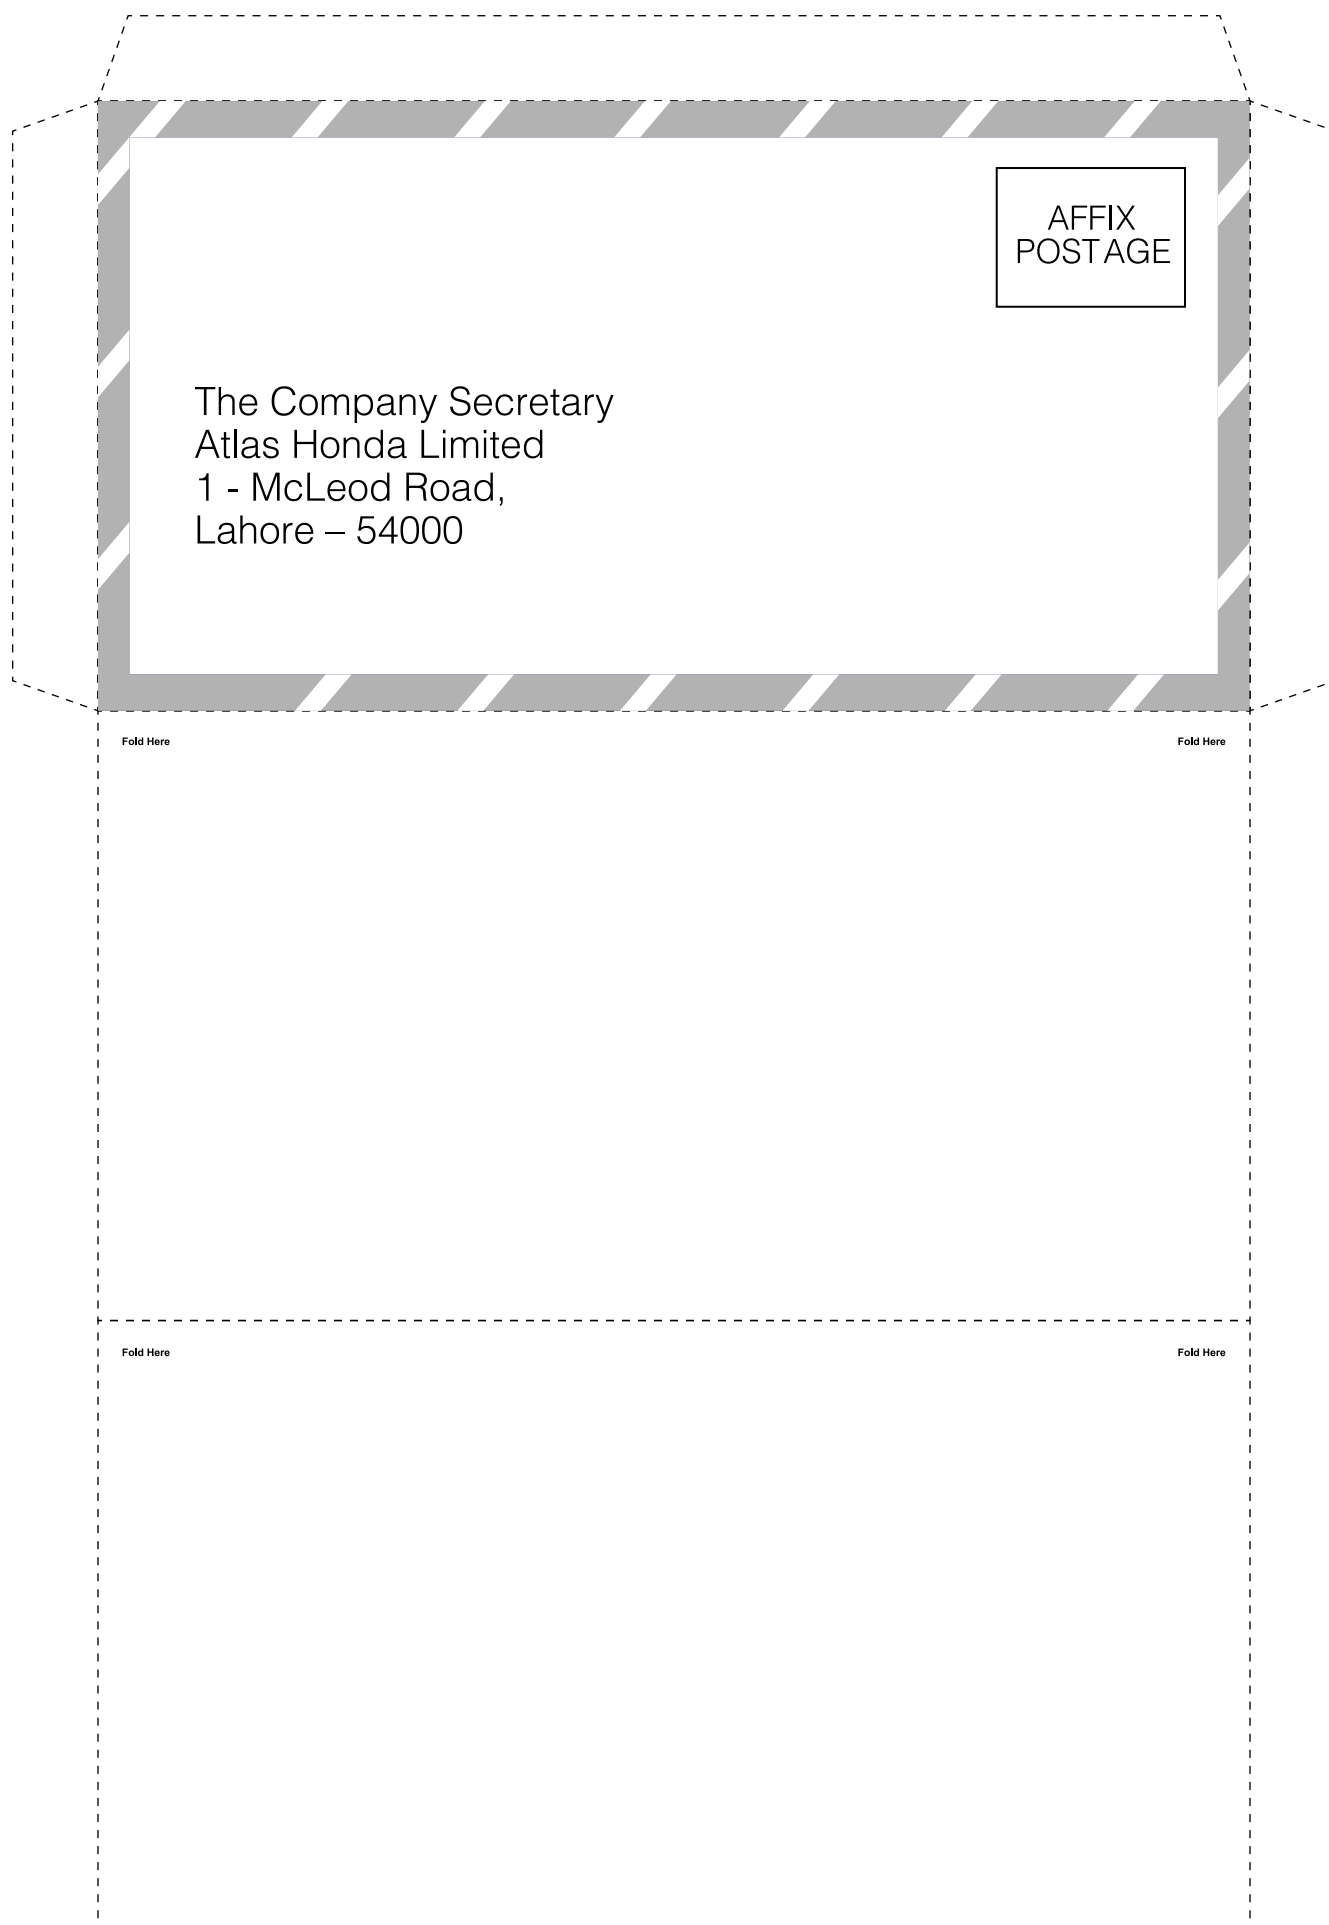 AFFIX
POSTAGE
The Company Secretary
Atlas Honda Limited
1 - McLeod Road,
Lahore – 54000
Fold Here
Fold Here
Fold Here
Fold Here